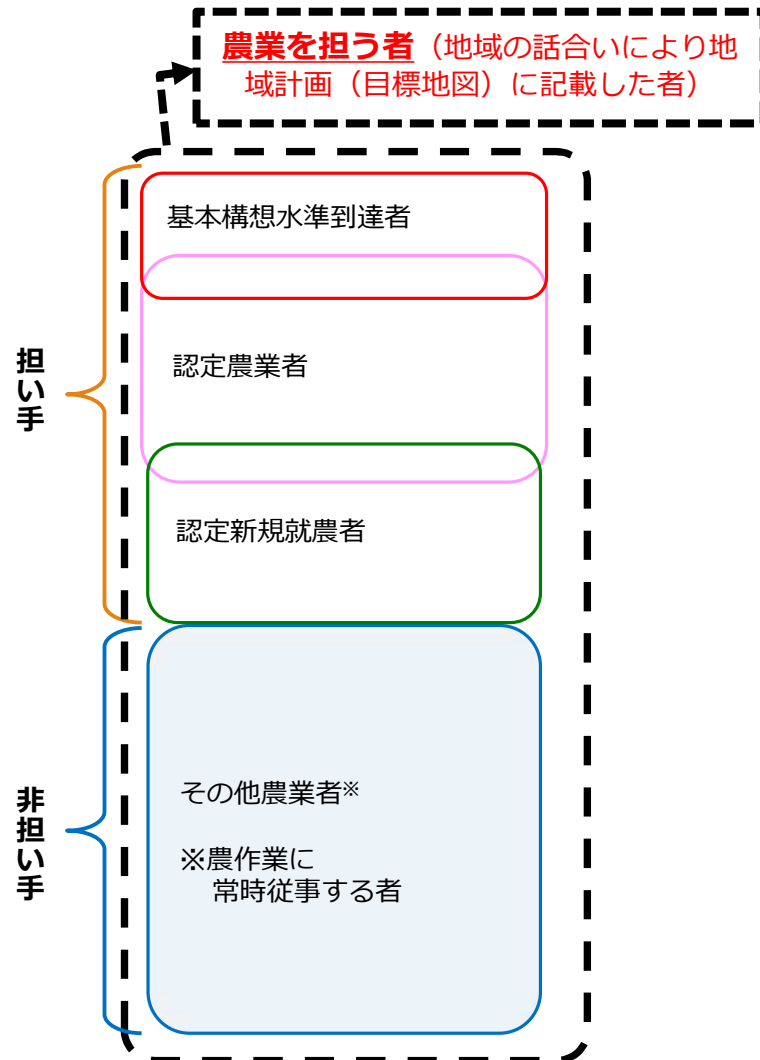 農業を担う者（地域の話合いにより地
域計画（目標地図）に記載した者）
基本構想水準到達者
認定農業者
担い手
認定新規就農者
その他農業者※
※農作業に
常時従事する者
非担い手